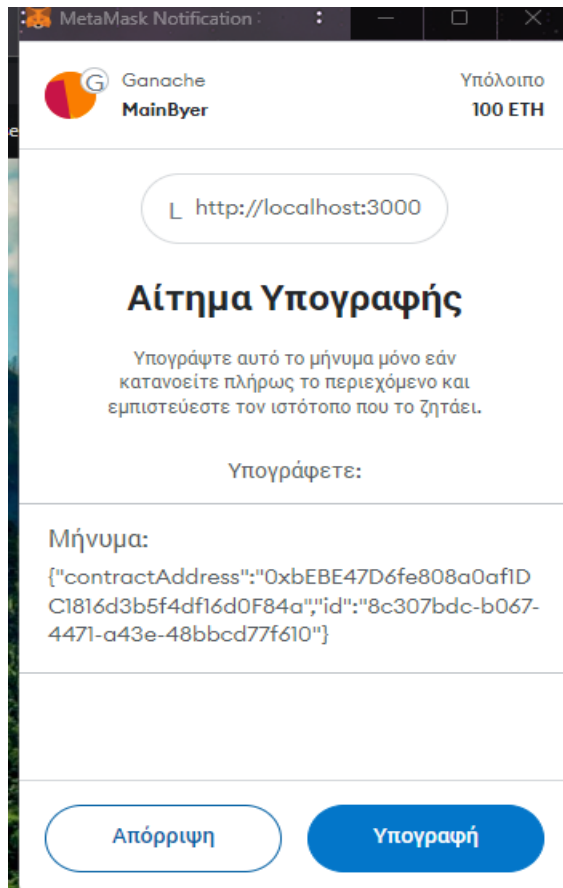 MetaMask Notification
G
Ganache
Υπόλοιπο
MainByer
100 ETH
L http://localhost:3000
Αίτημα Υπογραφής
Υπογράψτε αυτό το μήνυμα μόνο εάν
κατανοείτε πλήρως το περιεχόμενο και
εμπιστεύεστε τον ιστότοπο που το ζητάει.
Υπογράφετε:
Μήνυμα:
{"contractAddress":"0xbEBE47D6fe808a0af1D
C1816d3b5f4df16d0F84a","id":"8c307bdc-b067-
4471-a43e-48bbcd77f610"}
Απόρριψη
Υπογραφή